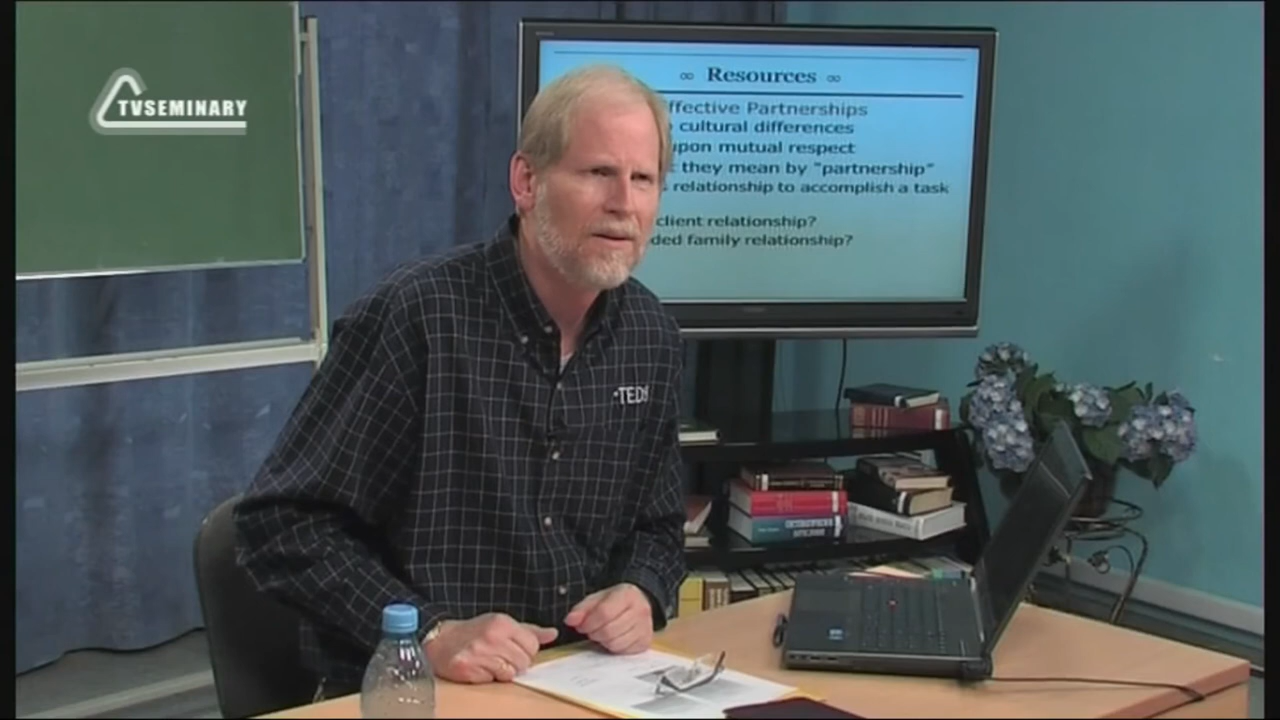 TVSEMINARY
∞ Resources ∞
ffective Partnerships
cultural differences
upon mutual respect
they mean by "partnership"
relationship to accomplish a task
client relationship?
ded family relationship?
TEDS